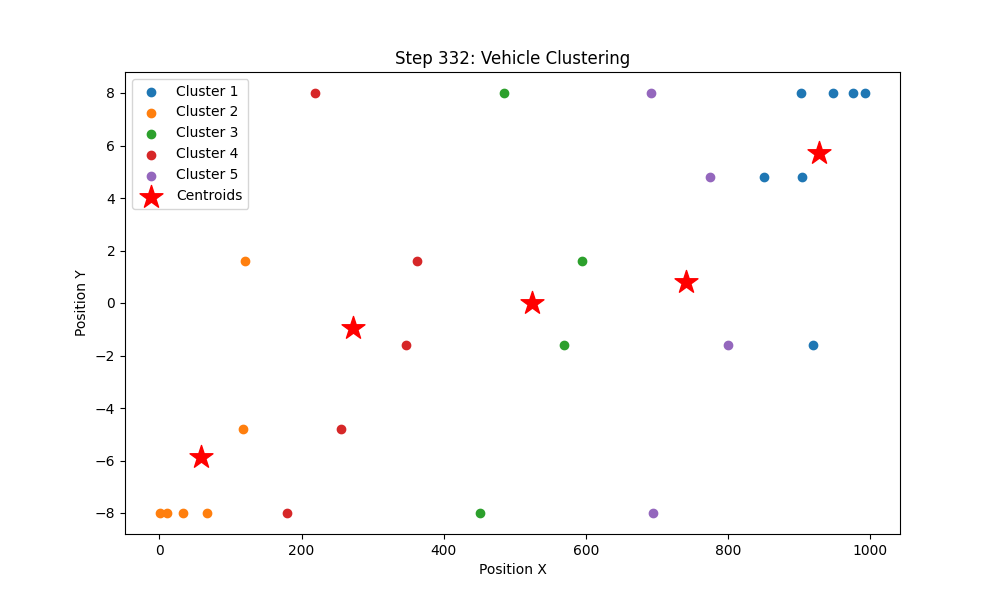 Step 332: Vehicle Clustering
Cluster 1
Cluster 2
Cluster 3
Cluster 4
Cluster 5
Centroids
8
6
4
2
0
−2
−4
−6
−8
Position Y
0 200 400 600 800 1000
Position X